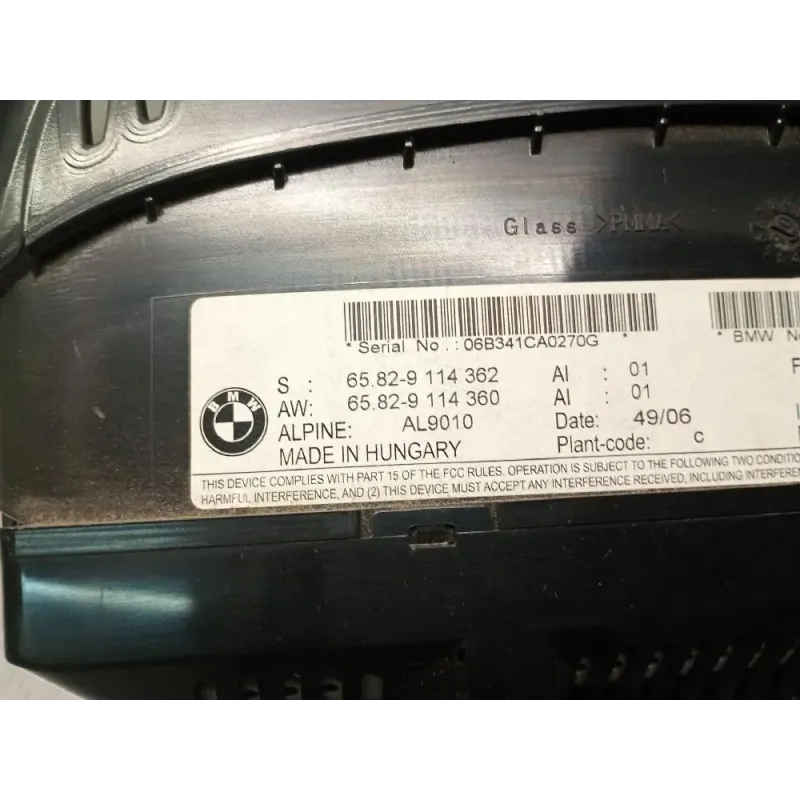 Glass >PMMA<
* Serial No.: 06B341CA0270G *
* BMW
S : 65.82-9 114 362 AI : 01
AW: 65.82-9 114 360 AI : 01
ALPINE: AL9010 Date: 49/06
MADE IN HUNGARY Plant-code: C
BMW
THIS DEVICE COMPLIES WITH PART 15 OF THE FCC RULES. OPERATION IS SUBJECT TO THE FOLLOWING TWO
HARMFUL INTERFERENCE, AND (2) THIS DEVICE MUST ACCEPT ANY INTERFERENCE RECEIVED, INCLUDING